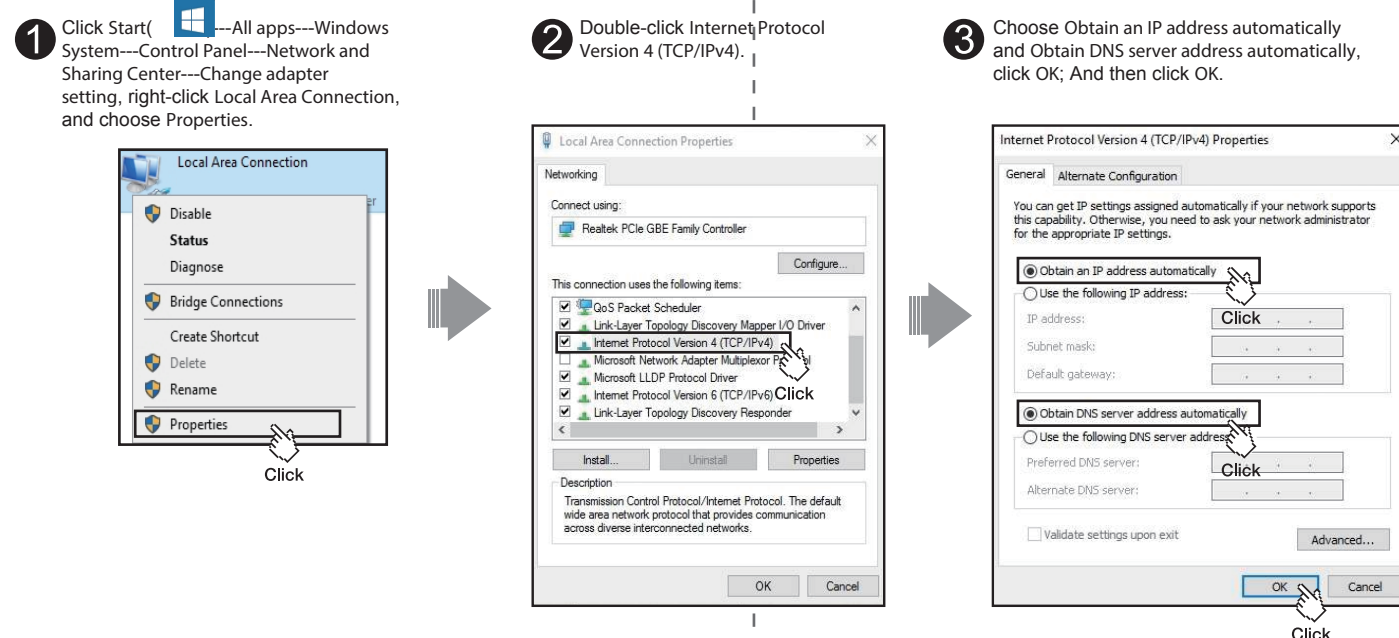 1 Click Start( ---All apps---Windows
System---Control Panel---Network and
Sharing Center---Change adapter
setting, right-click Local Area Connection,
and choose Properties.
Local Area Connection
er
Disable
Status
Diagnose
Bridge Connections
Create Shortcut
Delete
Rename
Properties
Click
2 Double-click Internet Protocol
Version 4 (TCP/IPv4).
Local Area Connection Properties
Networking
Connect using:
Realtek PCIe GBE Family Controller
Configure...
This connection uses the following items:
QoS Packet Scheduler
Link-Layer Topology Discovery Mapper I/O Driver
Internet Protocol Version 4 (TCP/IPv4)
Microsoft Network Adapter Multiplexor
Microsoft LLDP Protocol Driver
Internet Protocol Version 6 (TCP/IPv6)
Click
Link-Layer Topology Discovery Responder
Install... Uninstall Properties
Description
Transmission Control Protocol/Internet Protocol. The default
wide area network protocol that provides communication
across diverse interconnected networks.
OK Cancel
3 Choose Obtain an IP address automatically
and Obtain DNS server address automatically,
click OK; And then click OK.
Internet Protocol Version 4 (TCP/IPv4) Properties
General Alternate Configuration
You can get IP settings assigned automatically if your network supports
this capability. Otherwise, you need to ask your network administrator
for the appropriate IP settings.
Obtain an IP address automatically
Use the following IP address:
IP address:
Click
Subnet mask:
Default gateway:
Obtain DNS server address automatically
Use the following DNS server address
Preferred DNS server:
Click
Alternate DNS server:
Validate settings upon exit
Advanced...
OK Cancel
Click